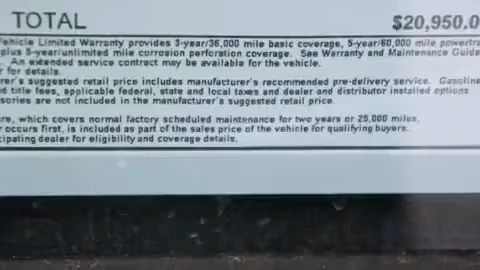 TOTAL $20,950.0
Vehicle Limited Warranty provides 3-year/36,000 mile basic coverage, 5-year/60,000 mile powertra
plus 5-year/unlimited mile corrosion perforation coverage. See Warranty and Maintenance Guide
. An extended service contract may be available for the vehicle.
r for details.
urer's suggested retail price includes manufacturer's recommended pre-delivery service. Gasoline
nd title fees, applicable federal, state and local taxes and dealer and distributor installed options
ssories are not included in the manufacturer's suggested retail price.
are, which covers normal factory scheduled maintenance for two years or 25,000 miles,
r occurs first, is included as part of the sales price of the vehicle for qualifying buyers.
cipating dealer for eligibility and coverage details.